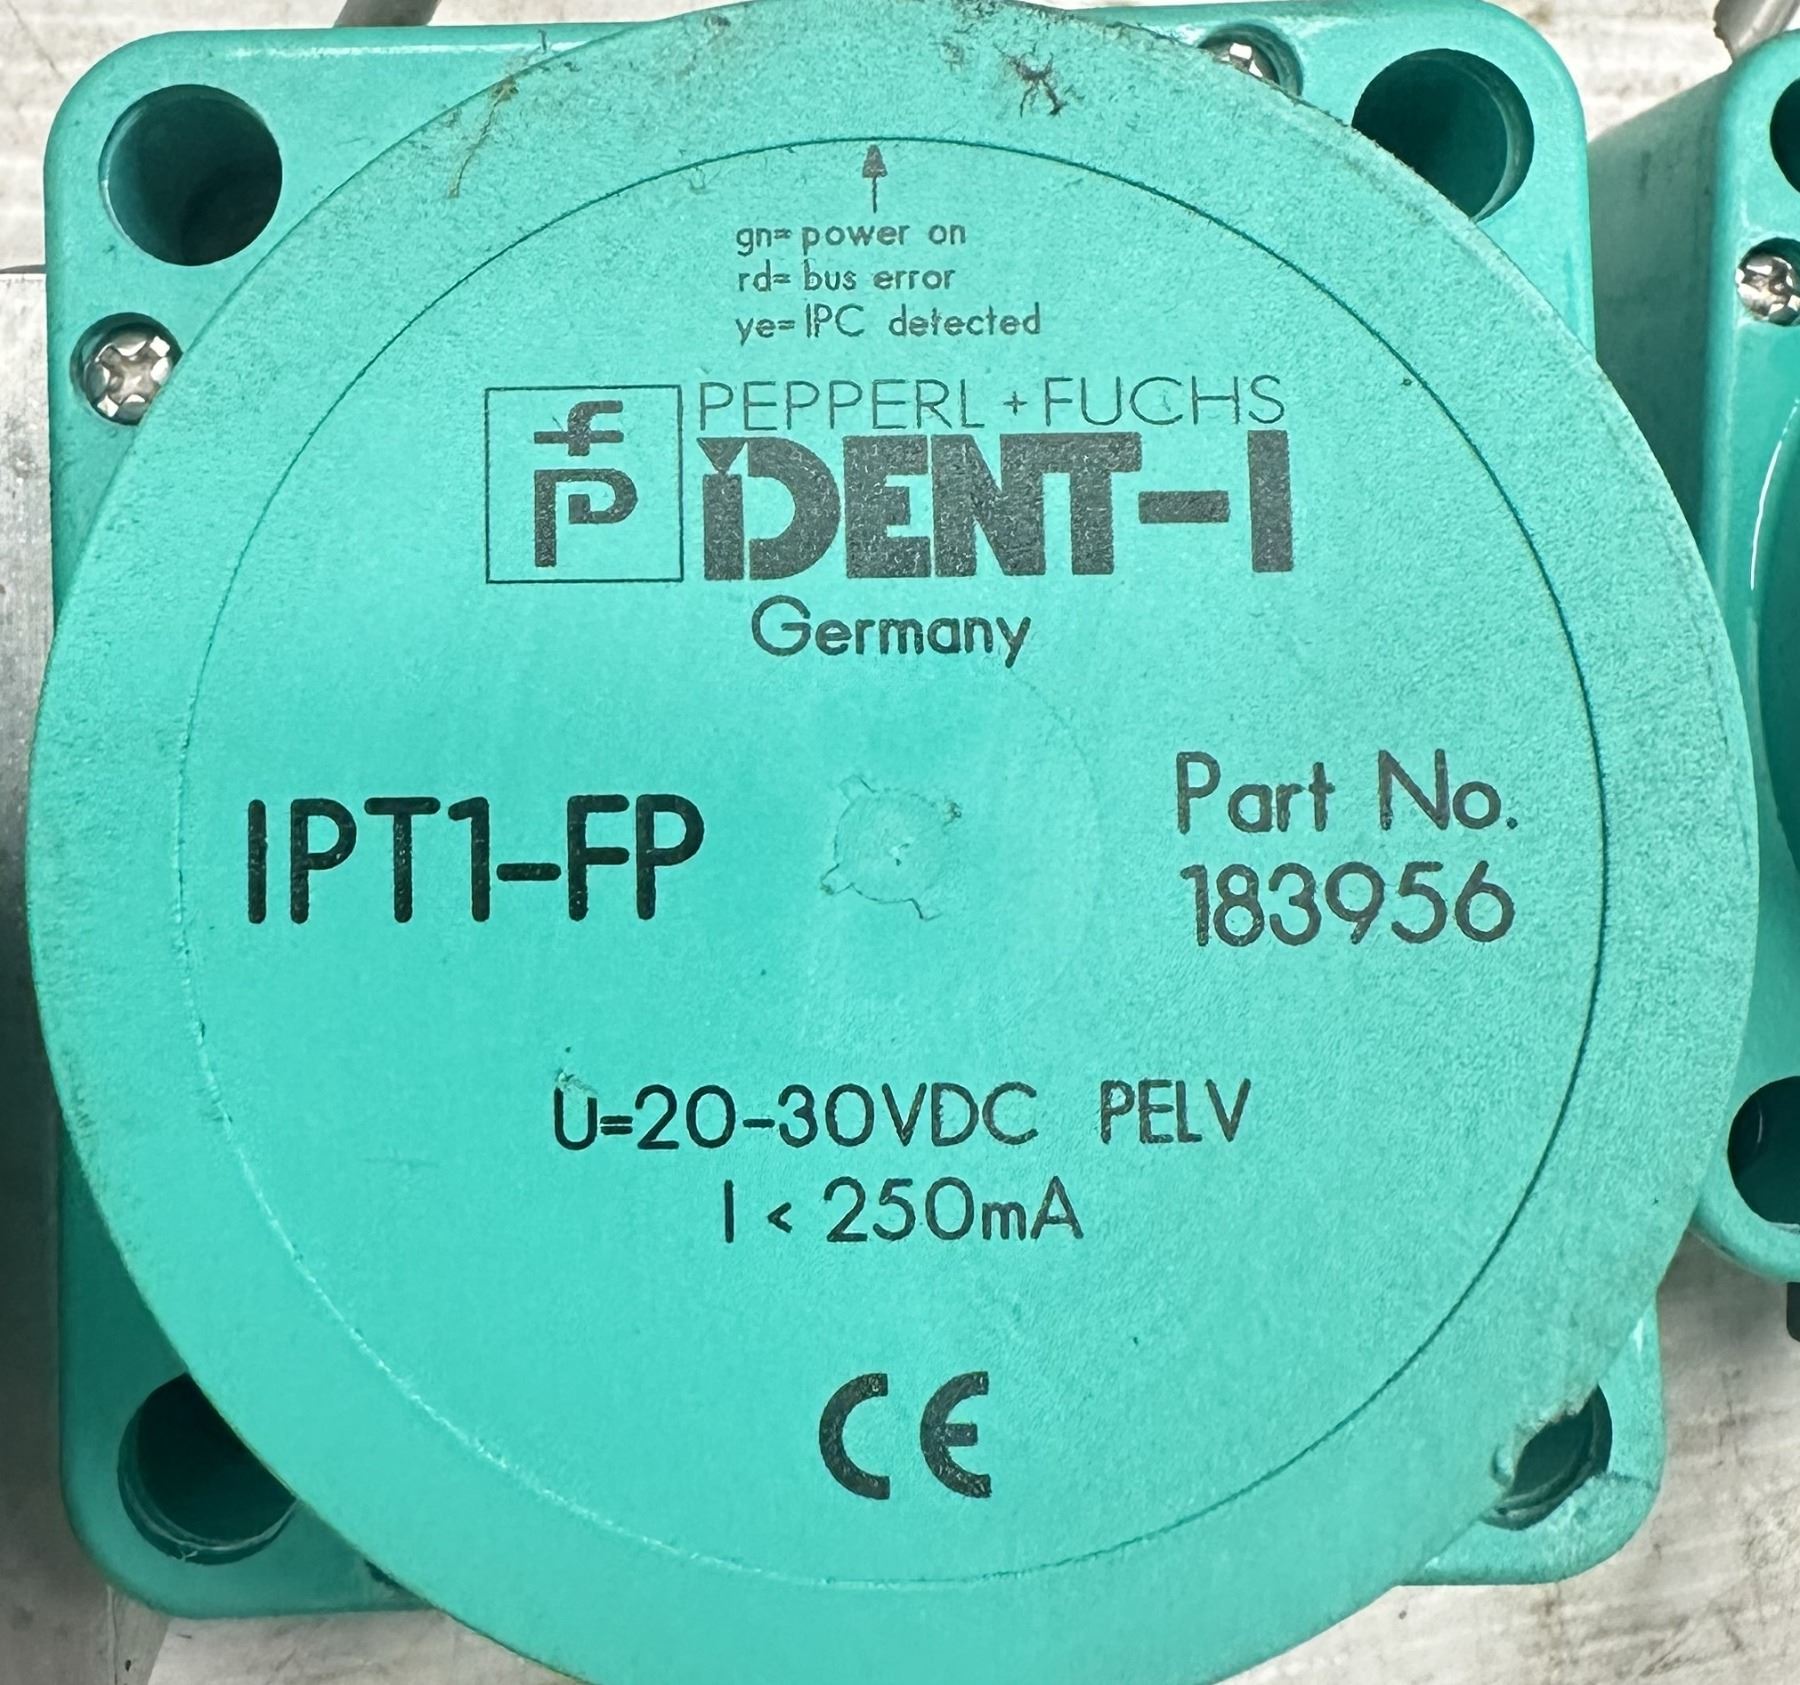 gn= power on
rd= bus error
ye= IPC detected
PEPPERL + FUCHS
IDENT-I
Germany
IPT1-FP
Part No.
183956
U=20-30VDC PELV
I < 250mA
CE